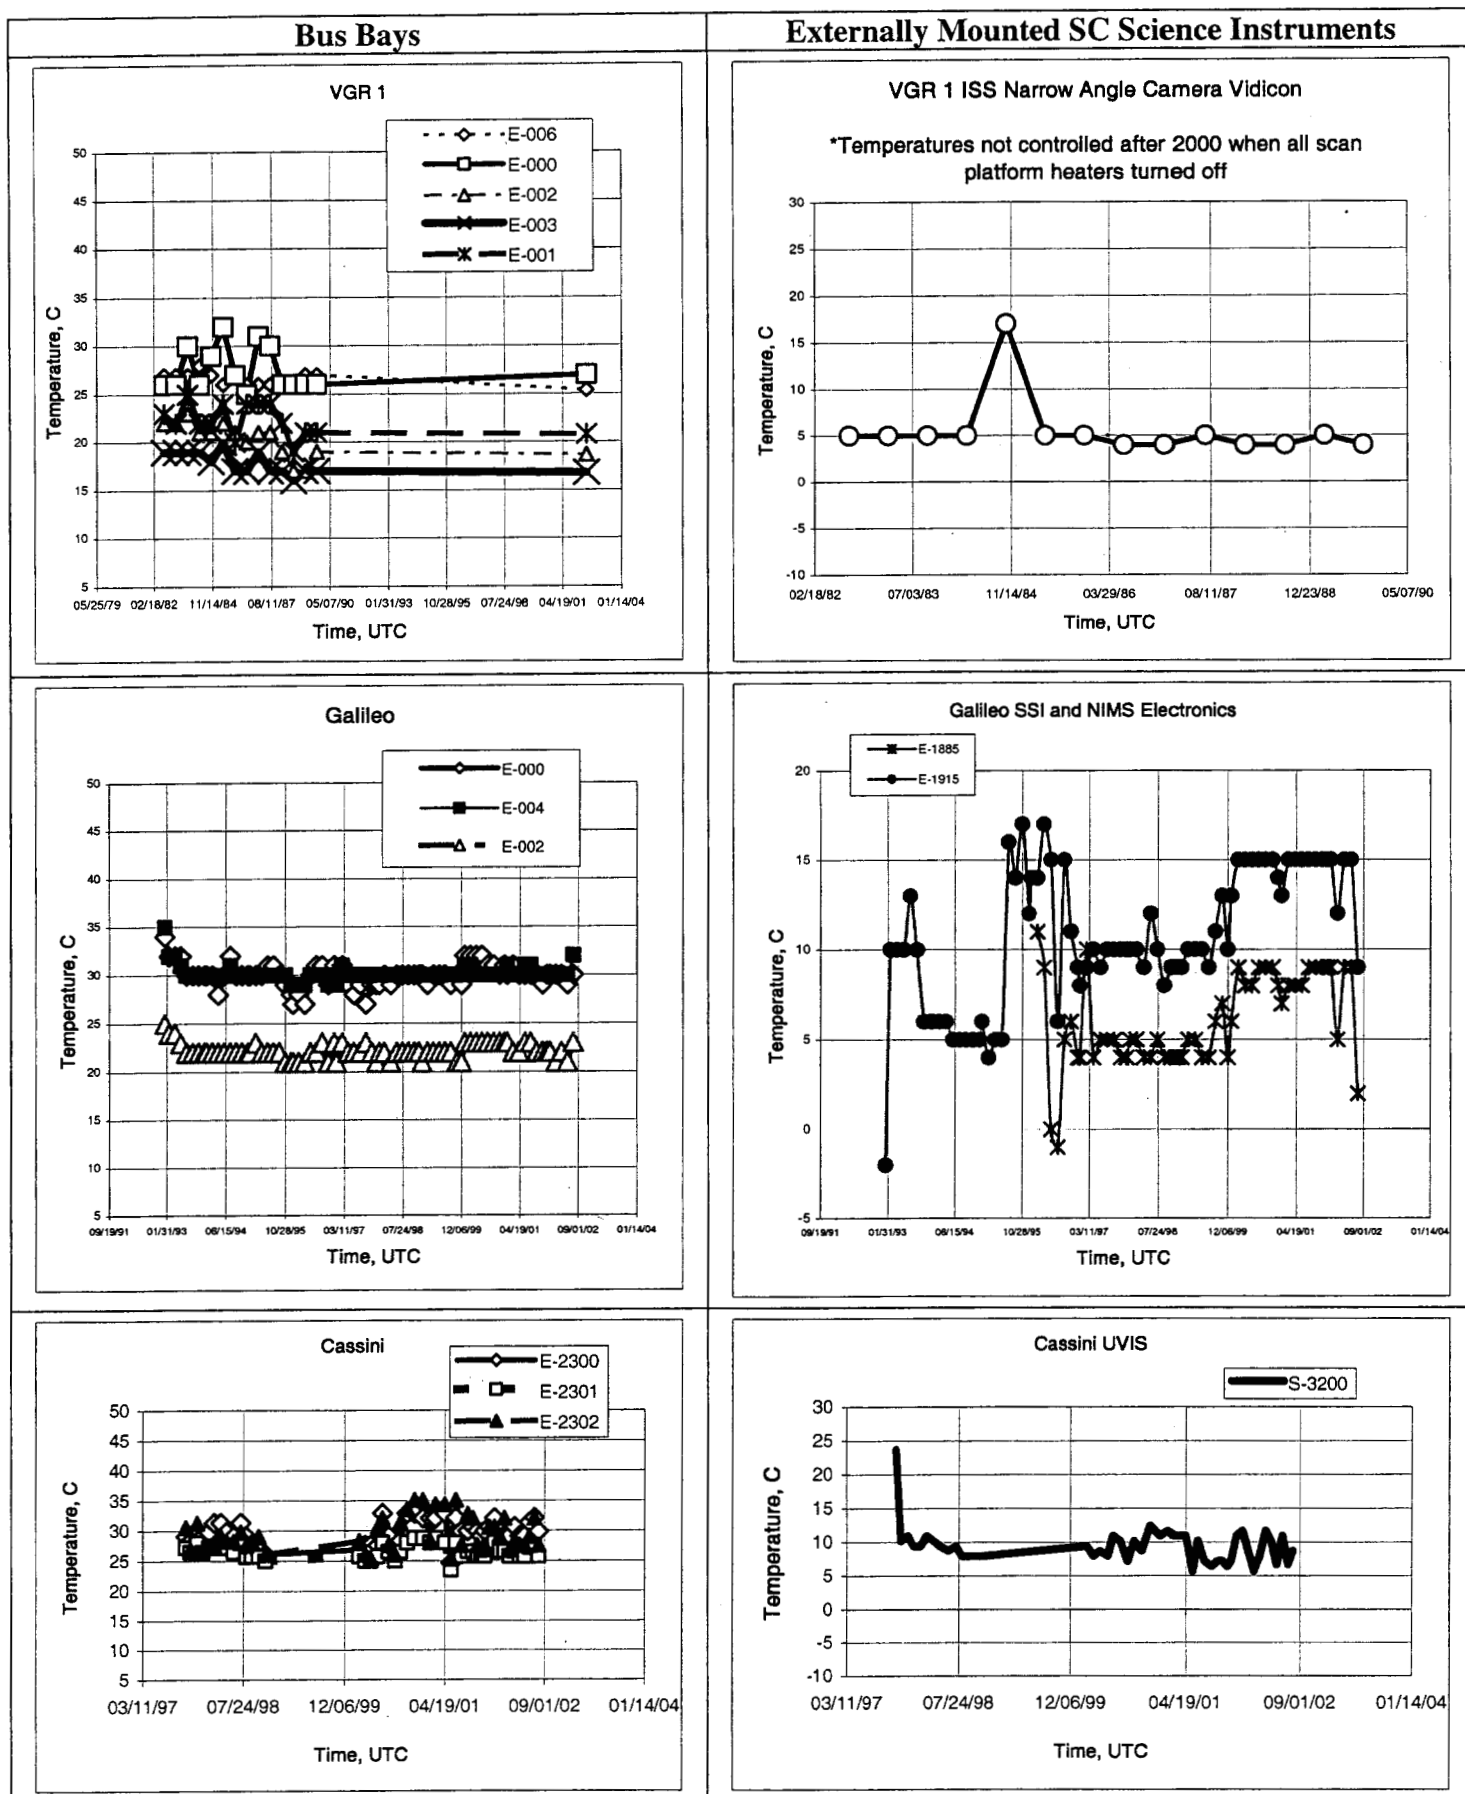 Bus Bays
Externally Mounted SC Science Instruments
VGR 1
E-006
E-000
E-002
E-003
E-001
50
45
40
35
30
25
20
15
10
5
Temperature, C
05/25/79 02/18/82 11/14/84 08/11/87 05/07/90 01/31/93 10/28/95 07/24/98 04/19/01 01/14/04
Time, UTC
VGR 1 ISS Narrow Angle Camera Vidicon
*Temperatures not controlled after 2000 when all scan
platform heaters turned off
30
25
20
15
10
5
0
-5
-10
Temperature, C
02/18/82 07/03/83 11/14/84 03/29/86 08/11/87 12/23/88 05/07/90
Time, UTC
Galileo
E-000
E-004
E-002
50
45
40
35
30
25
20
15
10
5
Temperature, C
09/19/91 01/31/93 06/15/94 10/28/95 03/11/97 07/24/98 12/06/99 04/19/01 09/01/02 01/14/04
Time, UTC
Galileo SSI and NIMS Electronics
E-1885
E-1915
20
15
10
5
0
-5
Temperature, C
09/19/91 01/31/93 06/15/94 10/28/95 03/11/97 07/24/98 12/06/99 04/19/01 09/01/02 01/14/04
Time, UTC
Cassini
E-2300
E-2301
E-2302
50
45
40
35
30
25
20
15
10
5
Temperature, C
03/11/97 07/24/98 12/06/99 04/19/01 09/01/02 01/14/04
Time, UTC
Cassini UVIS
S-3200
30
25
20
15
10
5
0
-5
-10
Temperature, C
03/11/97 07/24/98 12/06/99 04/19/01 09/01/02 01/14/04
Time, UTC